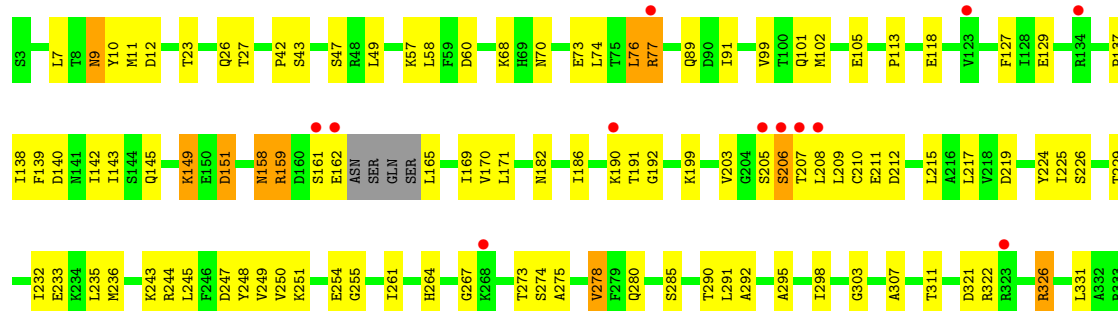 S3 L7 T8 N9 Y10 M11 D12 T23 Q26 T27 P42 S43 S47 R48 L49 K57 L58 F59 D60 K68 H69 N70 E73 L74 T75 L76 R77 Q89 D90 I91 V99 T100 Q101 M102 E105 P113 E118 V123 F127 I128 E129 R134
I138 F139 D140 N141 I142 I143 S144 Q145 K149 E150 D151 N158 R159 D160 S161 E162 ASN SER GLN SER L165 I169 V170 L171 N182 I186 K190 T191 G192 K199 V203 G204 S205 S206 T207 L208 L209 C210 E211 D212 L215 A216 L217 V218 D219 Y224 I225 S226
I232 E233 K234 L235 M236 K243 R244 L245 F246 D247 Y248 V249 V250 K251 E254 G255 I261 H264 G267 K268 T273 S274 A275 V278 F279 Q280 S285 T290 L291 A292 A295 I298 G303 A307 T311 D321 R322 R323 R326 L331 A332